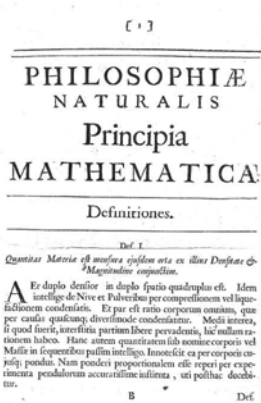 [ 1 ]
PHILOSOPHIÆ
NATURALIS
Principia
MATHEMATICA
Definitiones.
Def. I.
Quantitas Materiæ est mensura ejusdem orta ex illius Densitate &
Magnitudine conjunctim.
AEr duplo densior in duplo spatio quadruplus est. Idem
intellige de Nive et Pulveribus per compressionem vel lique-
factionem condensatis. Et par est ratio corporum omnium, quæ
per causas quascunq; diversimode condensantur. Medii interea,
si quod fuerit, interstitia partium libere pervadentis, hic nullam ra-
tionem habeo. Hanc autem quantitatem sub nomine corporis vel
Massæ in sequentibus passim intelligo. Innotescit ea per corporis cu-
jusq; pondus. Nam ponderi proportionalem esse reperi per expe-
rimenta pendulorum accuratissime instituta , uti posthac docebi-
tur.
B
Def.